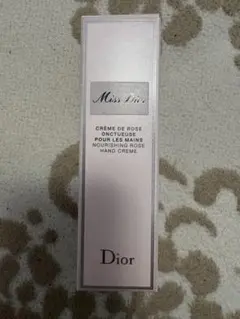 Miss Dior
CRÈME DE ROSE
ONCTUEUSE
POUR LES MAINS
NOURISHING ROSE
HAND CREME
Dior